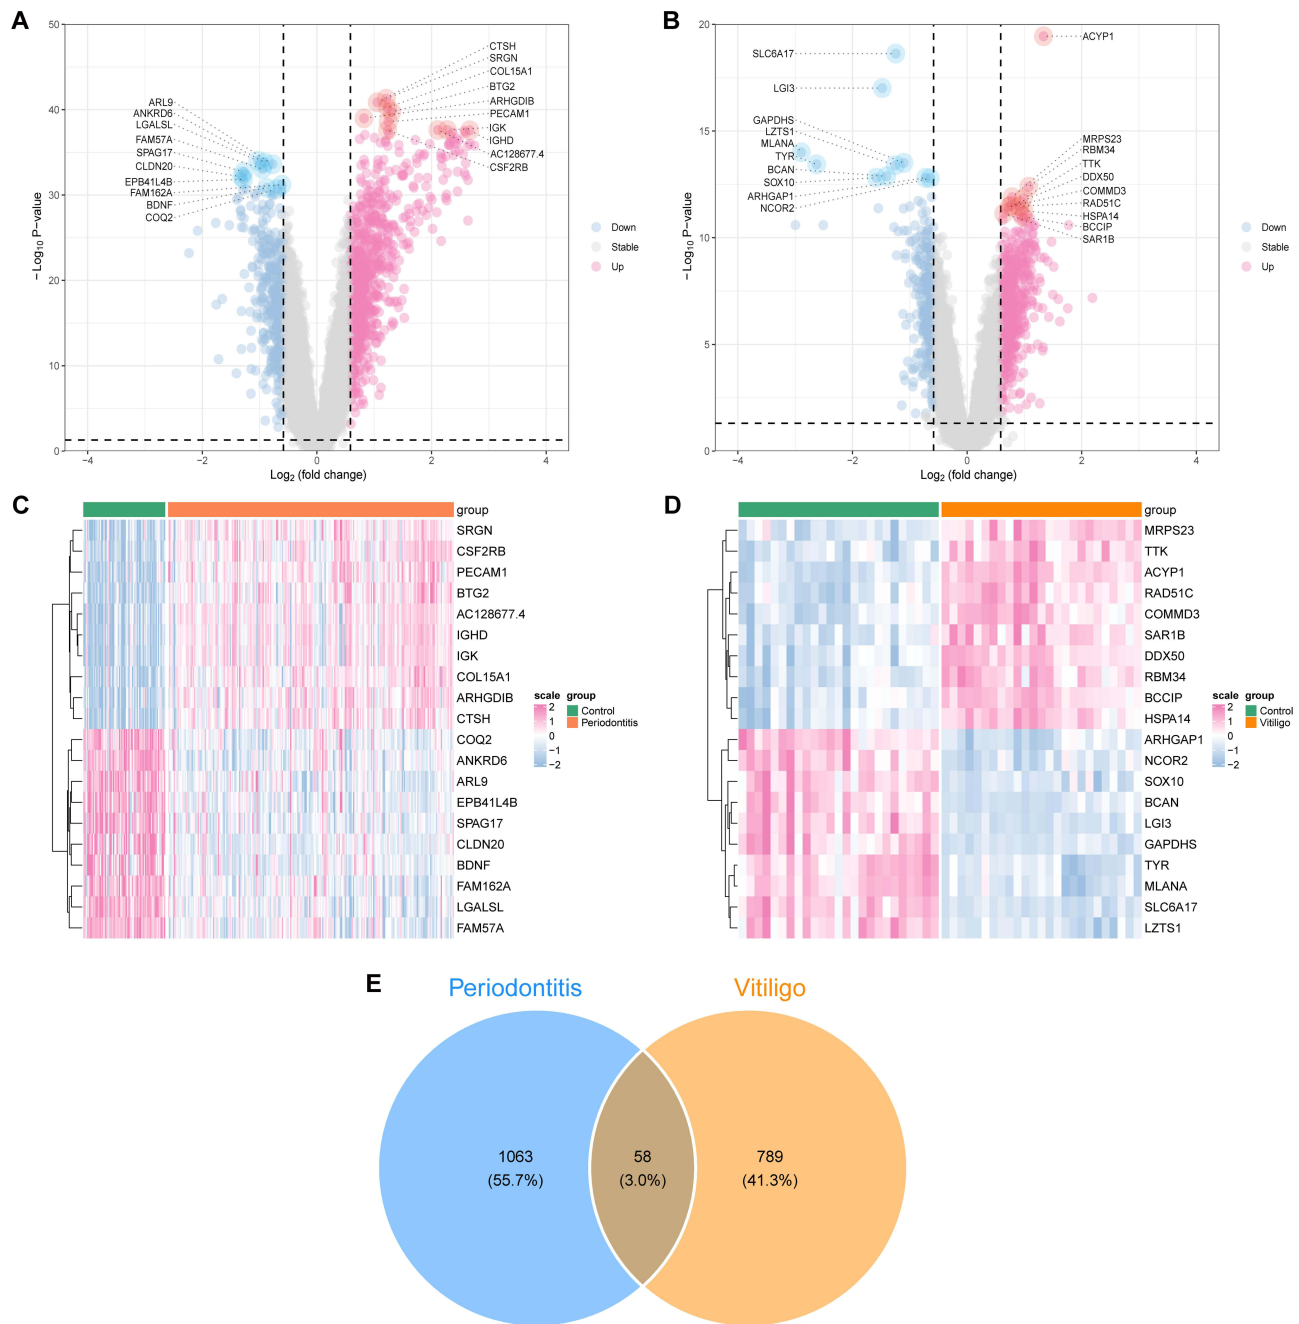 A
50
40
30
20
10
0
−4
−2
0
2
4
Log2 (fold change)
−Log10 P−value
CTSH
SRGN
COL15A1
BTG2
ARHGDIB
PECAM1
IGK
IGHD
AC128677.4
CSF2RB
ARL9
ANKRD6
LGALSL
FAM57A
SPAG17
CLDN20
EPB41L4B
FAM162A
BDNF
COQ2
Down
Stable
Up
B
20
15
10
5
0
−4
−2
0
2
4
Log2 (fold change)
−Log10 P−value
ACYP1
SLC6A17
LGI3
GAPDHS
LZTS1
MLANA
TYR
BCAN
SOX10
ARHGAP1
NCOR2
MRPS23
RBM34
TTK
DDX50
COMMD3
RAD51C
HSPA14
BCCIP
SAR1B
Down
Stable
Up
C
group
SRGN
CSF2RB
PECAM1
BTG2
AC128677.4
IGHD
IGK
COL15A1
ARHGDIB
CTSH
COQ2
ANKRD6
ARL9
EPB41L4B
SPAG17
CLDN20
BDNF
FAM162A
LGALSL
FAM57A
scale group
2
1
0
−1
−2
Control
Periodontitis
D
group
MRPS23
TTK
ACYP1
RAD51C
COMMD3
SAR1B
DDX50
RBM34
BCCIP
HSPA14
ARHGAP1
NCOR2
SOX10
BCAN
LGI3
GAPDHS
TYR
MLANA
SLC6A17
LZTS1
scale group
2
1
0
−1
−2
Control
Vitiligo
E
Periodontitis
Vitiligo
1063
(55.7%)
58
(3.0%)
789
(41.3%)